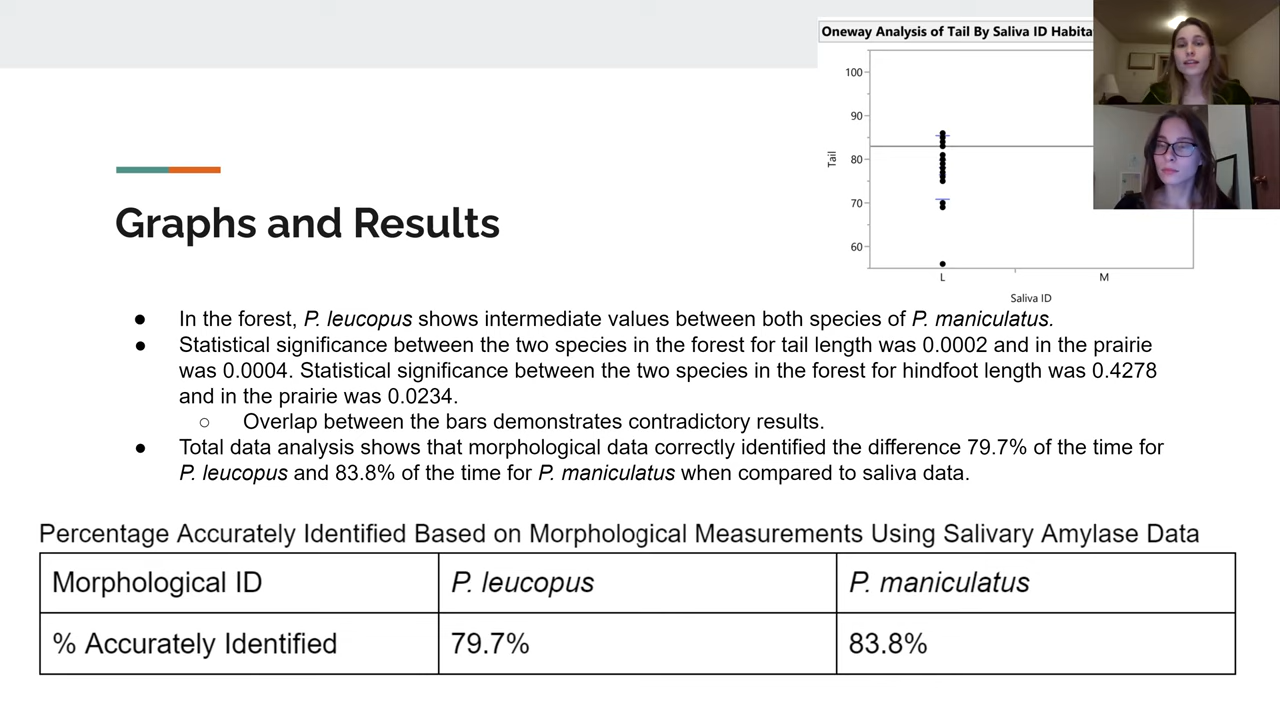 Oneway Analysis of Tail By Saliva ID
100
90
80
70
60
Tail
L
M
Saliva ID
Graphs and Results
● In the forest, P. leucopus shows intermediate values between both species of P. maniculatus.
● Statistical significance between the two species in the forest for tail length was 0.0002 and in the prairie
was 0.0004. Statistical significance between the two species in the forest for hindfoot length was 0.4278
and in the prairie was 0.0234.
○ Overlap between the bars demonstrates contradictory results.
● Total data analysis shows that morphological data correctly identified the difference 79.7% of the time for
P. leucopus and 83.8% of the time for P. maniculatus when compared to saliva data.
Percentage Accurately Identified Based on Morphological Measurements Using Salivary Amylase Data
Morphological ID
P. leucopus
P. maniculatus
% Accurately Identified
79.7%
83.8%